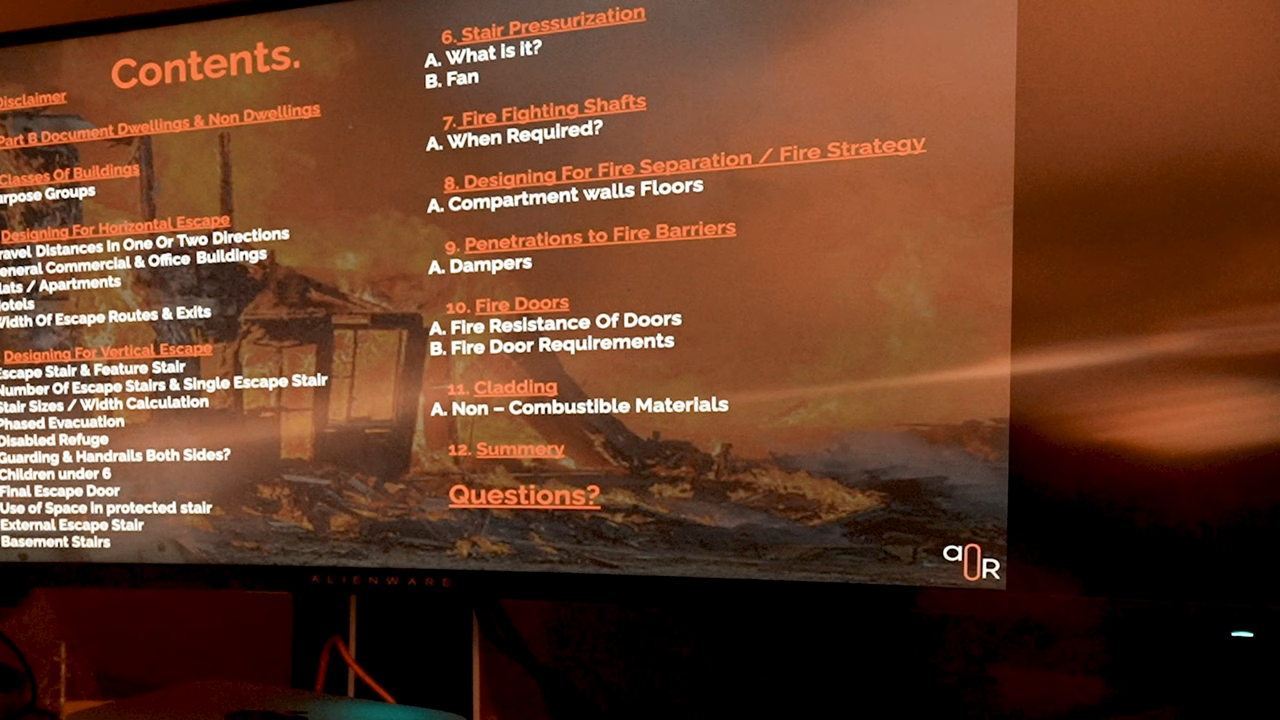 Contents.
Disclaimer
Part B Document Dwellings & Non Dwellings
Classes Of Buildings
Groups
Designing For Horizontal Escape
Distances In One Or Two Directions
Commercial & Office Buildings
/ Apartments
Width Of Escape Routes & Exits
Designing For Vertical Escape
Escape Stair & Feature Stair
Number Of Escape Stairs & Single Escape Stair
Stair Sizes / Width Calculation
Phased Evacuation
Disabled Refuge
Guarding & Handrails Both Sides?
Children under 6
Final Escape Door
Use of Space in protected stair
External Escape Stair
Basement Stairs
6. Stair Pressurization
A. What is it?
B. Fan
7. Fire Fighting Shafts
A. When Required?
8. Designing For Fire Separation / Fire Strategy
A. Compartment walls Floors
9. Penetrations to Fire Barriers
A. Dampers
10. Fire Doors
A. Fire Resistance Of Doors
B. Fire Door Requirements
11. Cladding
A. Non – Combustible Materials
12. Summery
Questions?
a0R
ALIENWARE